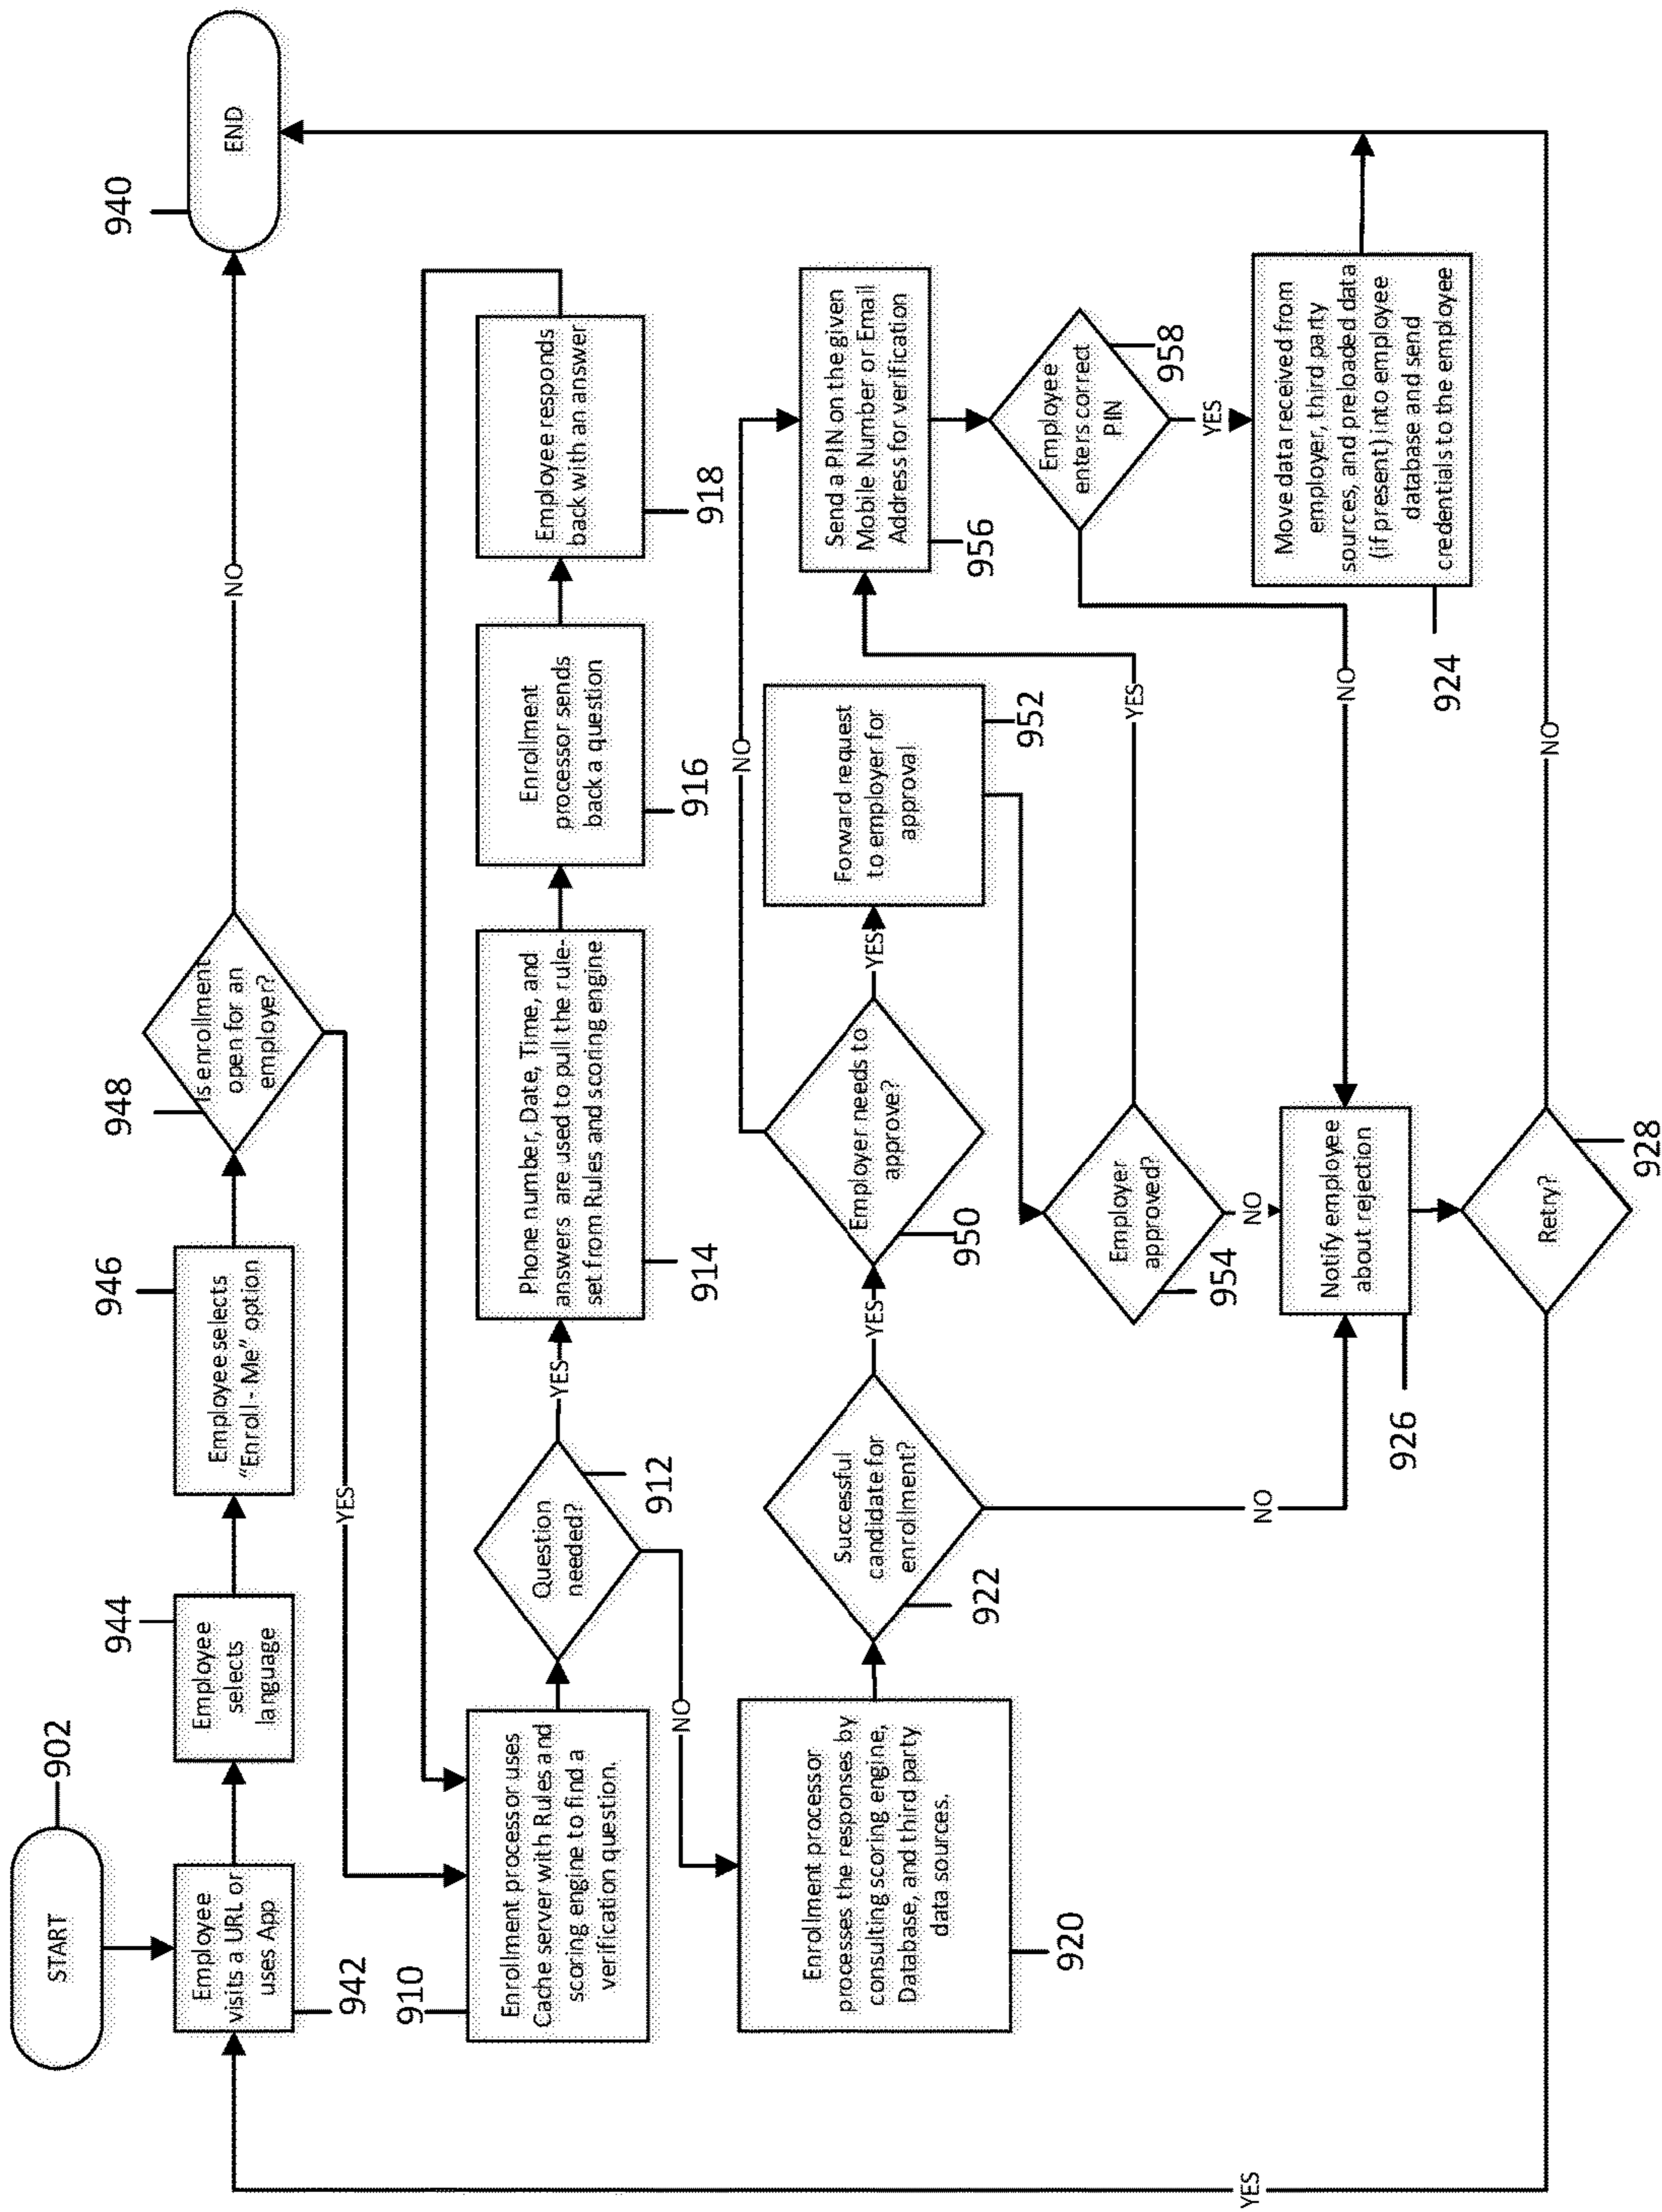 START
902
Employee
visits a URL or
uses App
942
944
Employee
selects
language
946
Employee selects
"Enroll - Me" option
948
Is enrollment
open for an
employer?
NO
940
END
YES
910
Enrollment processor uses
Cache server with Rules and
scoring engine to find a
verification question.
Question
needed?
912
YES
Phone number, Date, Time, and
answers are used to pull the rule-
set from Rules and scoring engine
914
Enrollment
processor sends
back a question
916
Employee responds
back with an answer
918
NO
Enrollment processor
processes the responses by
consulting scoring engine,
Database, and third party
data sources.
920
Successful
candidate for
enrollment?
922
YES
NO
Employer needs to
approve?
950
YES
NO
Forward request
to employer for
approval
952
Employer
approved?
954
YES
NO
Send a PIN on the given
Mobile Number or Email
Address for verification
956
Employee
enters correct
PIN
958
YES
NO
Move data received from
employer, third party
sources, and preloaded data
(if present) into employee
database and send
credentials to the employee
924
Notify employee
about rejection
926
Retry?
928
NO
YES